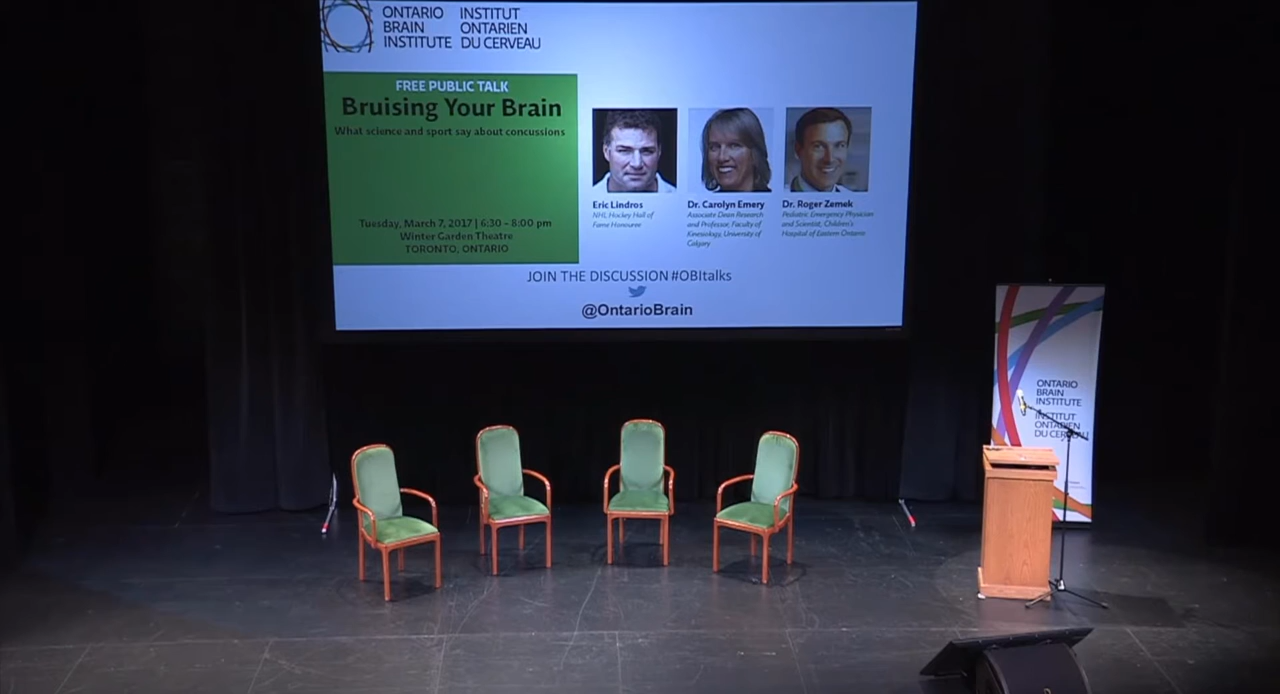 ONTARIO
BRAIN
INSTITUTE
INSTITUT
ONTARIEN
DU CERVEAU
FREE PUBLIC TALK
Bruising Your Brain
What science and sport say about concussions
Tuesday, March 7, 2017 | 6:30 – 8:00 pm
Winter Garden Theatre
TORONTO, ONTARIO
Eric Lindros
NHL Hockey Hall of
Fame Honouree
Dr. Carolyn Emery
Associate Dean Research
and Professor, Faculty of
Kinesiology, University of
Calgary
Dr. Roger Zemek
Pediatric Emergency Physician
and Scientist, Children's
Hospital of Eastern Ontario
JOIN THE DISCUSSION #OBItalks
@OntarioBrain
ONTARIO
BRAIN
INSTITUTE
INSTITUT
ONTARIEN
DU CERVEAU